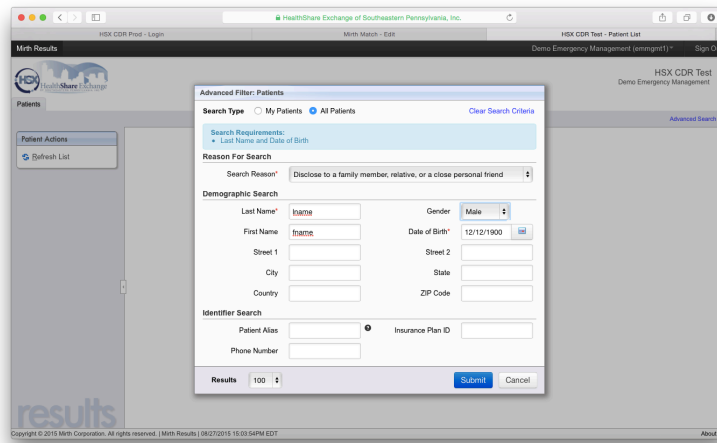 HealthShare Exchange of Southeastern Pennsylvania, Inc.
HSX CDR Prod - Login
Mirth Match - Edit
HSX CDR Test - Patient List
Mirth Results
Demo Emergency Management (emmgmt1)
Sign O
HSX
HealthShare Exchange
HSX CDR Test
Demo Emergency Management
Patients
Advanced Search
Patient Actions
Refresh List
Advanced Filter: Patients
Search Type My Patients All Patients Clear Search Criteria
Search Requirements:
• Last Name and Date of Birth
Reason For Search
Search Reason* Disclose to a family member, relative, or a close personal friend
Demographic Search
Last Name* lname Gender Male
First Name fname Date of Birth* 12/12/1900
Street 1 Street 2
City State
Country ZIP Code
Identifier Search
Patient Alias Insurance Plan ID
Phone Number
Results 100 Submit Cancel
results
Copyright © 2015 Mirth Corporation. All rights reserved. | Mirth Results | 08/27/2015 15:03:54PM EDT
About